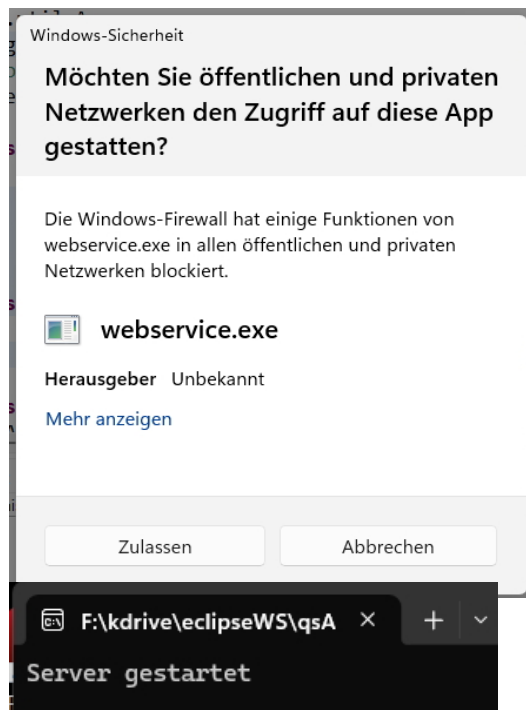 Windows-Sicherheit
Möchten Sie öffentlichen und privaten
Netzwerken den Zugriff auf diese App
gestatten?
Die Windows-Firewall hat einige Funktionen von
webservice.exe in allen öffentlichen und privaten
Netzwerken blockiert.
webservice.exe
Herausgeber Unbekannt
Mehr anzeigen
Zulassen Abbrechen
F:\kdrive\eclipseWS\qsA
Server gestartet